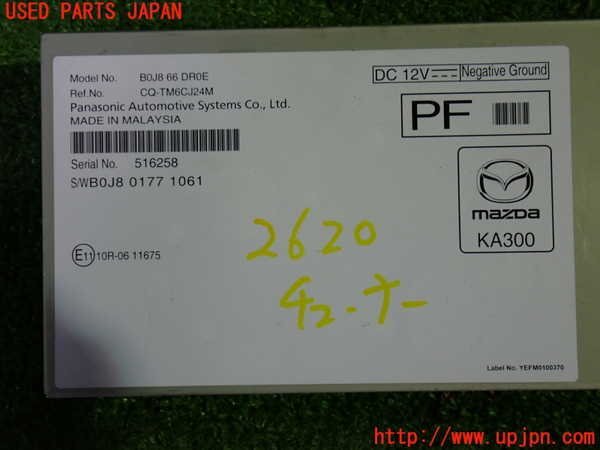 USED PARTS JAPAN
Model No. B0J8 66 DR0E
Ref.No. CQ-TM6CJ24M
Panasonic Automotive Systems Co., Ltd.
MADE IN MALAYSIA
Serial No. 516258
S/WB0J8 0177 1061
E11 10R-06 11675
DC 12V
Negative Ground
PF
mazda
KA300
2620
チューナー
Label No. YEFM0100370
http://www.upjpn.com/